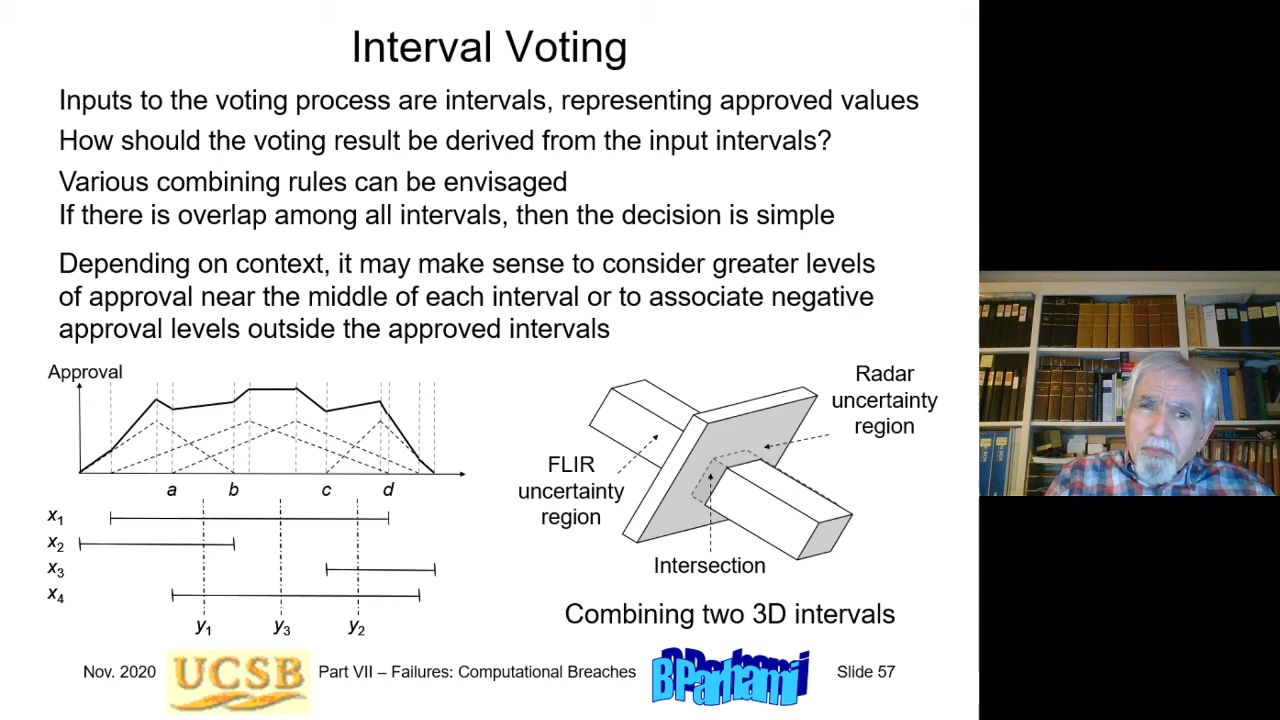 Interval Voting
Inputs to the voting process are intervals, representing approved values
How should the voting result be derived from the input intervals?
Various combining rules can be envisaged
If there is overlap among all intervals, then the decision is simple
Depending on context, it may make sense to consider greater levels
of approval near the middle of each interval or to associate negative
approval levels outside the approved intervals
Approval
a b c d
x1
x2
x3
x4
y1 y3 y2
Radar
uncertainty
region
FLIR
uncertainty
region
Intersection
Combining two 3D intervals
Nov. 2020
UCSB
Part VII – Failures: Computational Breaches
B Parhami
Slide 57